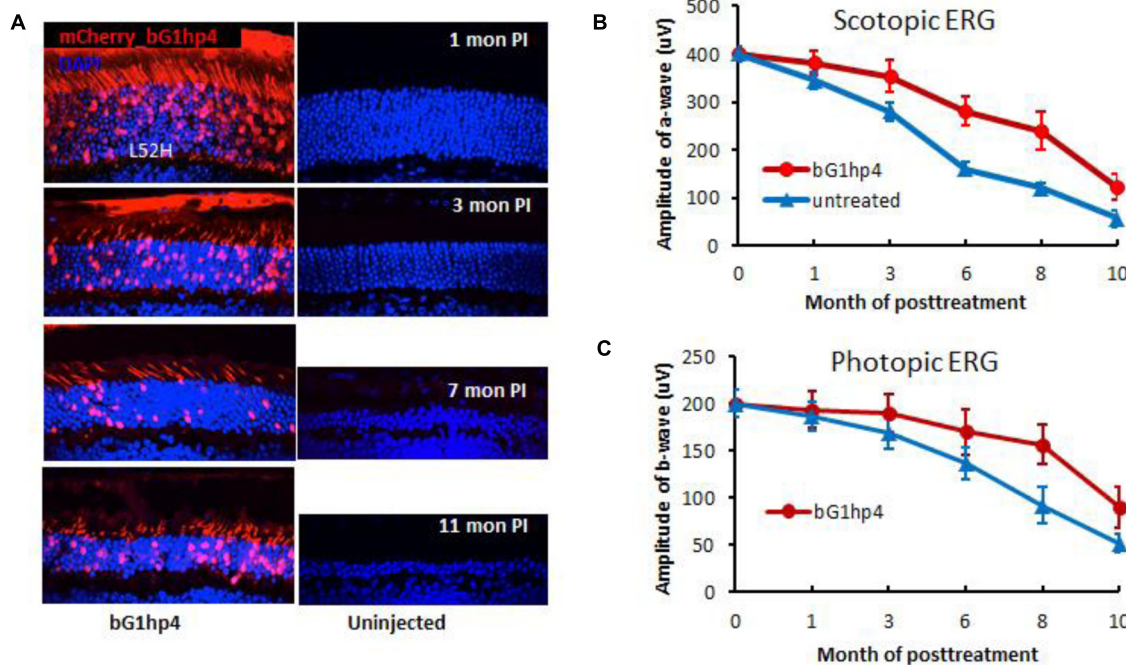 A
mCherry_bG1hp4
DAPI
L52H
1 mon PI
3 mon PI
7 mon PI
11 mon PI
bG1hp4
Uninjected
B
Scotopic ERG
Amplitude of a-wave (uV)
500
400
300
200
100
0
bG1hp4
untreated
0 1 3 6 8 10
Month of posttreatment
C
Photopic ERG
Amplitude of b-wave (uV)
250
200
150
100
50
0
bG1hp4
0 1 3 6 8 10
Month of posttreatment